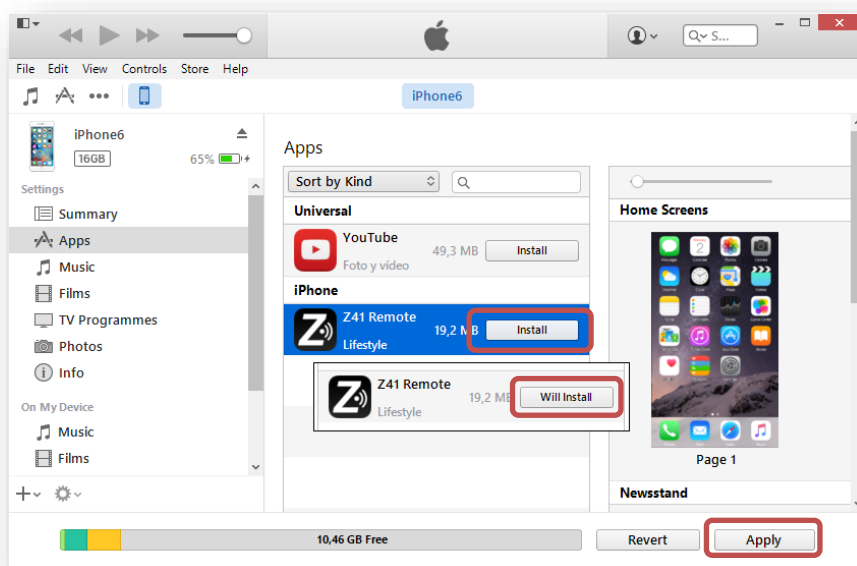 S...
File Edit View Controls Store Help
iPhone6
iPhone6
16GB 65%
Settings
Summary
Apps
Music
Films
TV Programmes
Photos
Info
On My Device
Music
Films
Apps
Sort by Kind
Universal
YouTube
49,3 MB Install
Foto y vídeo
iPhone
Z41 Remote
19,2 MB Install
Lifestyle
Z41 Remote
19,2 MB Will Install
Lifestyle
Home Screens
Page 1
Newsstand
10,46 GB Free Revert Apply